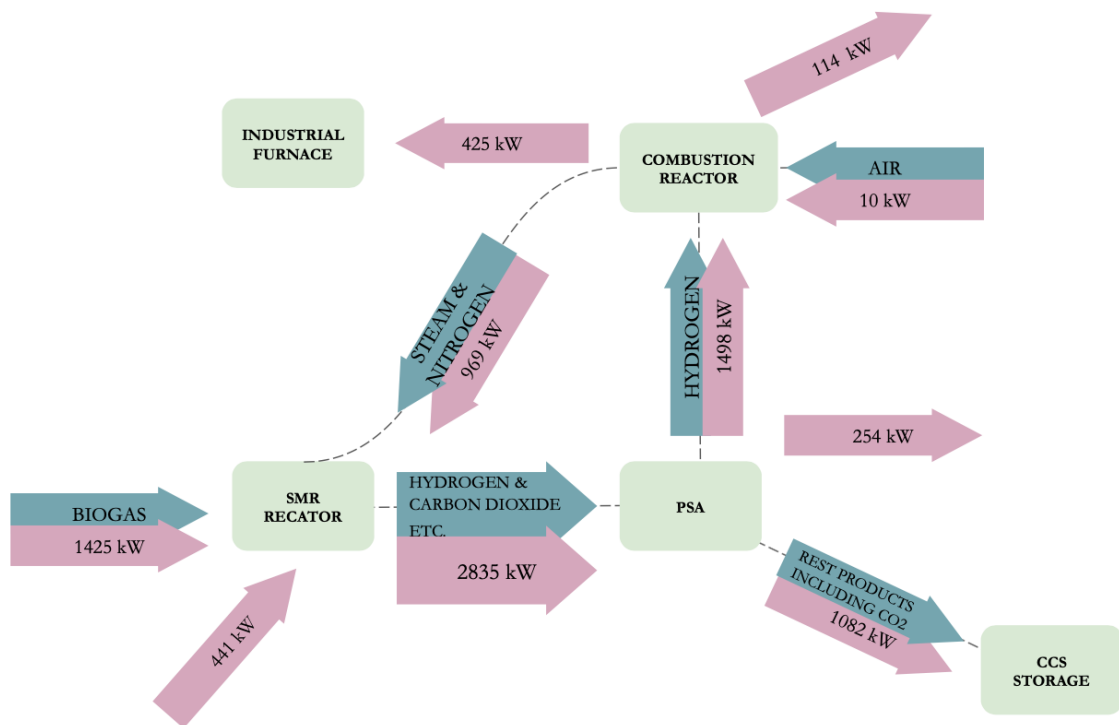 114 kW
INDUSTRIAL
FURNACE
425 kW
COMBUSTION
REACTOR
AIR
10 kW
STEAM &
NITROGEN
969 kW
HYDROGEN
1498 kW
254 kW
BIOGAS
1425 kW
SMR
RECATOR
HYDROGEN &
CARBON DIOXIDE
ETC.
2835 kW
PSA
441 kW
REST PRODUCTS
INCLUDING CO2
1082 kW
CCS
STORAGE